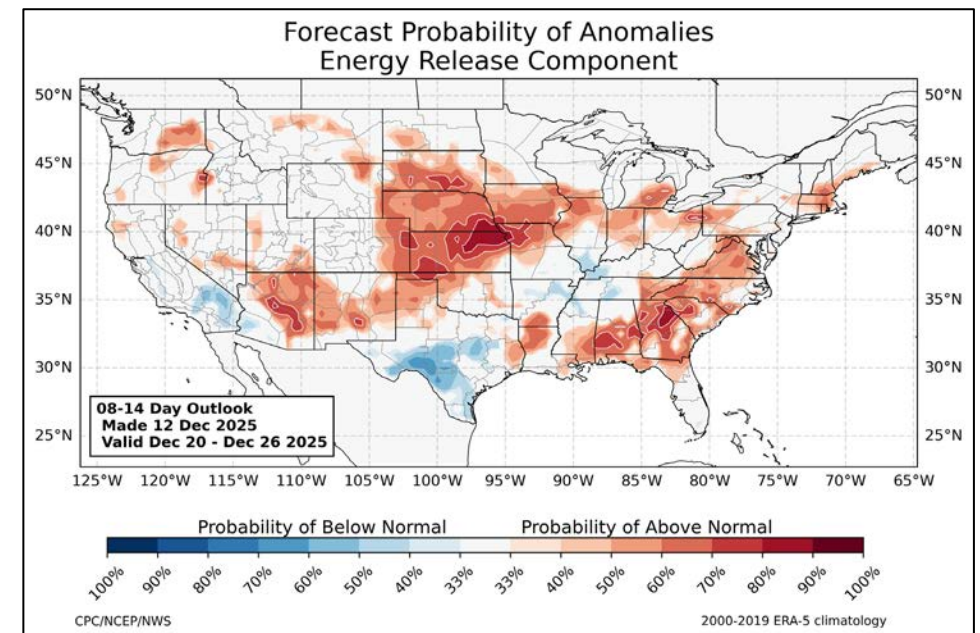 Forecast Probability of Anomalies
Energy Release Component
50°N
50°N
45°N
45°N
40°N
40°N
35°N
35°N
30°N
30°N
25°N
25°N
08-14 Day Outlook
Made 12 Dec 2025
Valid Dec 20 - Dec 26 2025
125°W 120°W 115°W 110°W 105°W 100°W 95°W 90°W 85°W 80°W 75°W 70°W 65°W
Probability of Below Normal Probability of Above Normal
100% 90% 80% 70% 60% 50% 40% 33% 33% 40% 50% 60% 70% 80% 90% 100%
CPC/NCEP/NWS 2000-2019 ERA-5 climatology